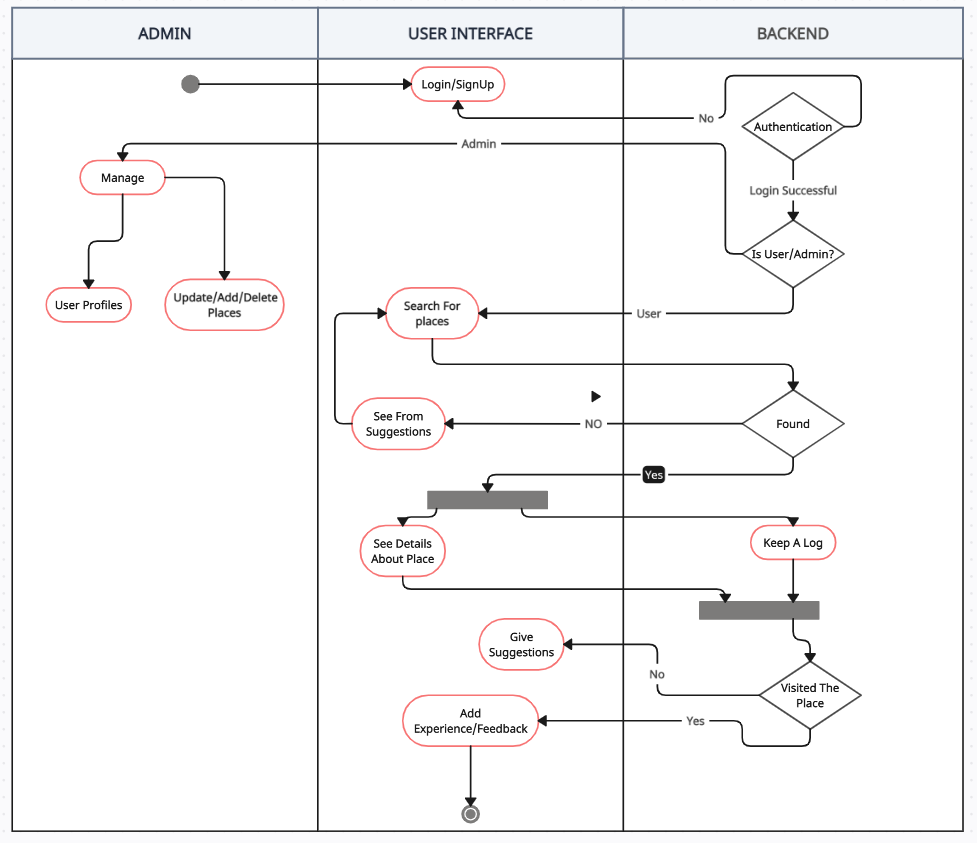 ADMIN
USER INTERFACE
BACKEND
Login/SignUp
No
Authentication
Admin
Manage
Login Successful
Is User/Admin?
User Profiles
Update/Add/Delete
Places
Search For
places
User
See From
Suggestions
NO
Found
Yes
See Details
About Place
Keep A Log
Give
Suggestions
No
Visited The
Place
Add
Experience/Feedback
Yes